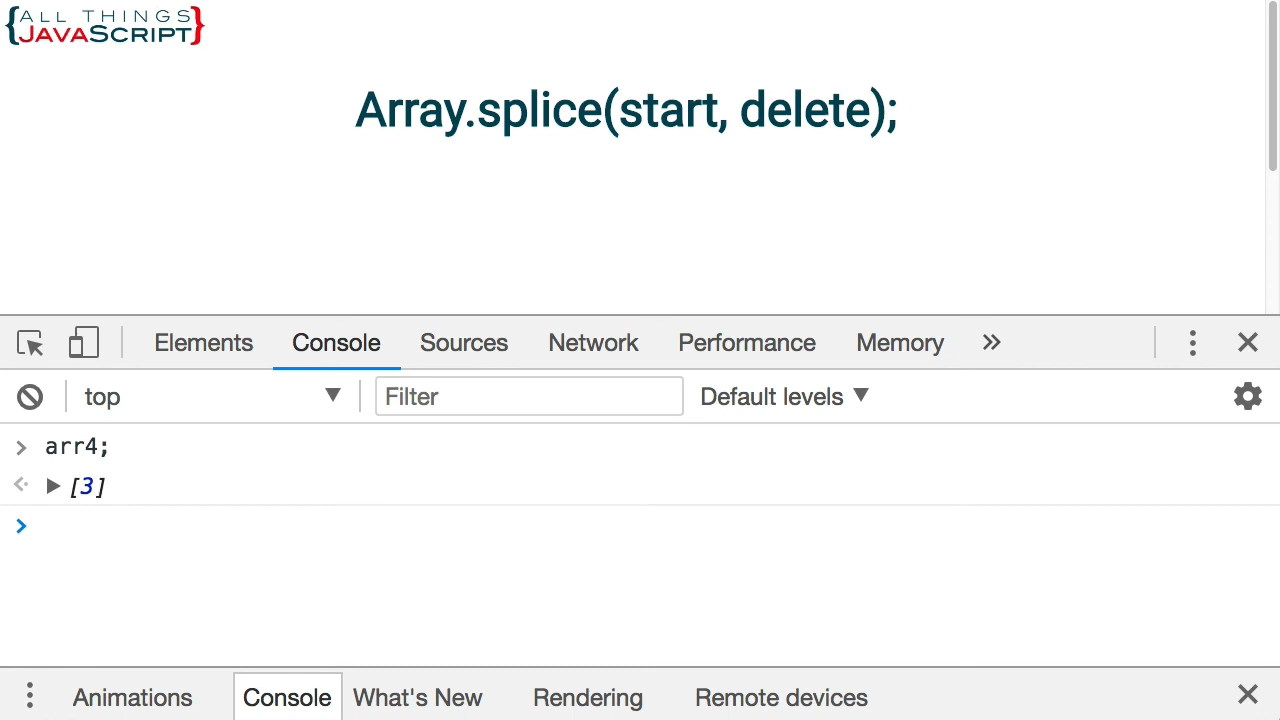 {ALL THINGS
JAVASCRIPT}
Array.splice(start, delete);
Elements Console Sources Network Performance Memory »
top ▼ Filter Default levels ▼
> arr4;
<· ▶ [3]
>
Animations Console What's New Rendering Remote devices